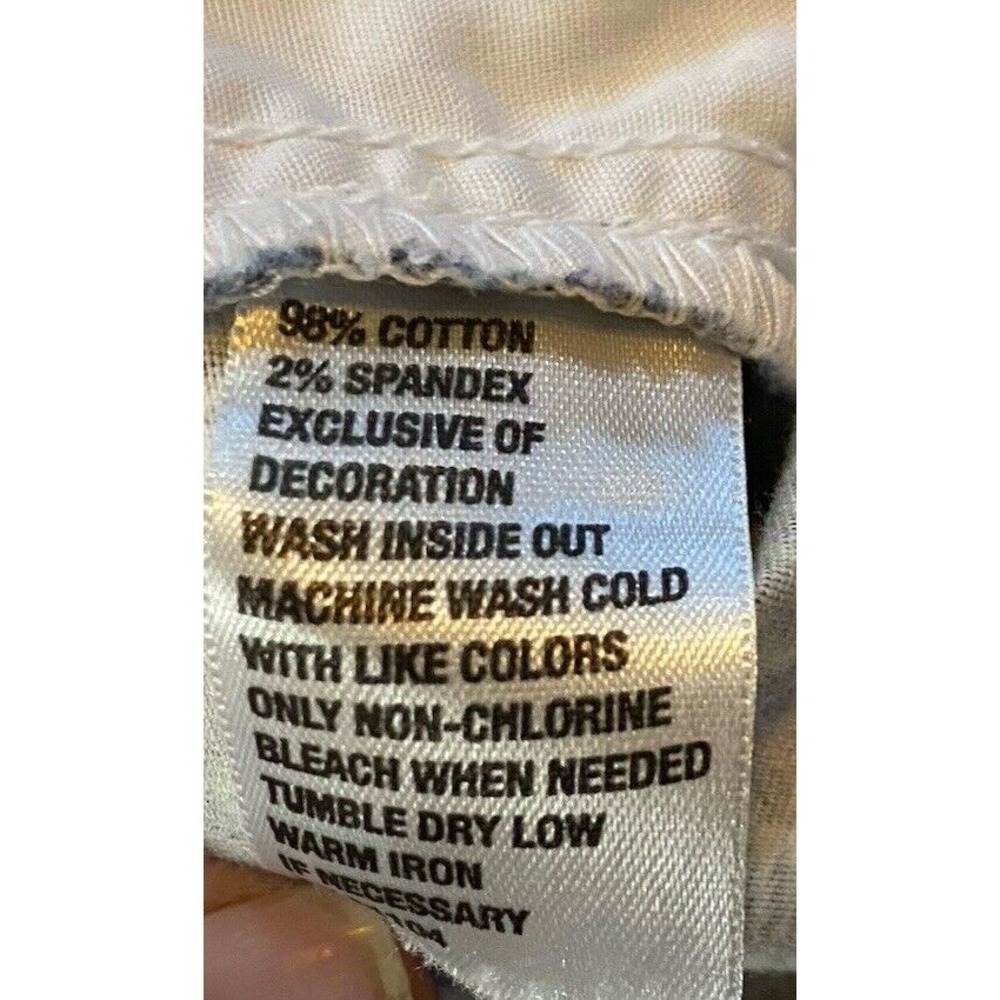 98% COTTON
2% SPANDEX
EXCLUSIVE OF
DECORATION
WASH INSIDE OUT
MACHINE WASH COLD
WITH LIKE COLORS
ONLY NON-CHLORINE
BLEACH WHEN NEEDED
TUMBLE DRY LOW
WARM IRON
IF NECESSARY